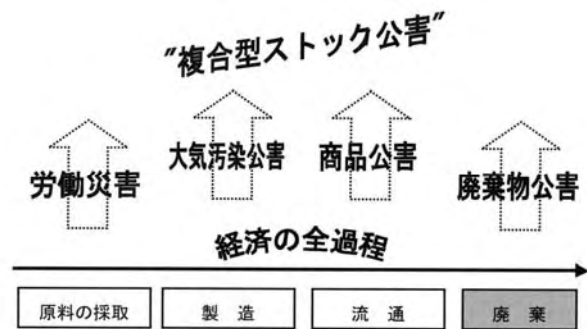 ”複合型ストック公害”
労働災害
大気汚染公害
商品公害
廃棄物公害
経済の全過程
原料の採取
製 造
流 通
廃 棄